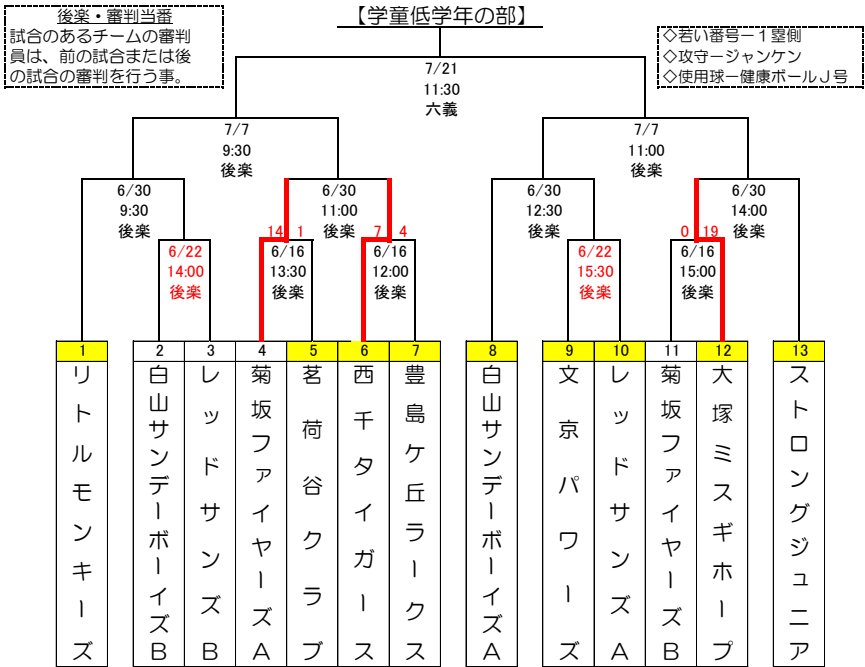 【学童低学年の部】
後楽・審判当番
試合のあるチームの審判
員は、前の試合または後
の試合の審判を行う事。
◇若い番号－１塁側
◇攻守－ジャンケン
◇使用球－健康ボールＪ号
7/21
11:30
六義
7/7
9:30
後楽
7/7
11:00
後楽
6/30
9:30
後楽
6/30
11:00
後楽
6/30
12:30
後楽
6/30
14:00
後楽
14 1
7 4
0 19
6/22
14:00
後楽
6/16
13:30
後楽
6/16
12:00
後楽
6/22
15:30
後楽
6/16
15:00
後楽
1
リトルモンキーズ
2
白山サンデーボーイズＢ
3
レッドサンズＢ
4
菊坂ファイヤーズＡ
5
茗荷谷クラブ
6
西千タイガース
7
豊島ケ丘ラークス
8
白山サンデーボーイズＡ
9
文京パワーズ
10
レッドサンズＡ
11
菊坂ファイヤーズＢ
12
大塚ミスギホープ
13
ストロングジュニア